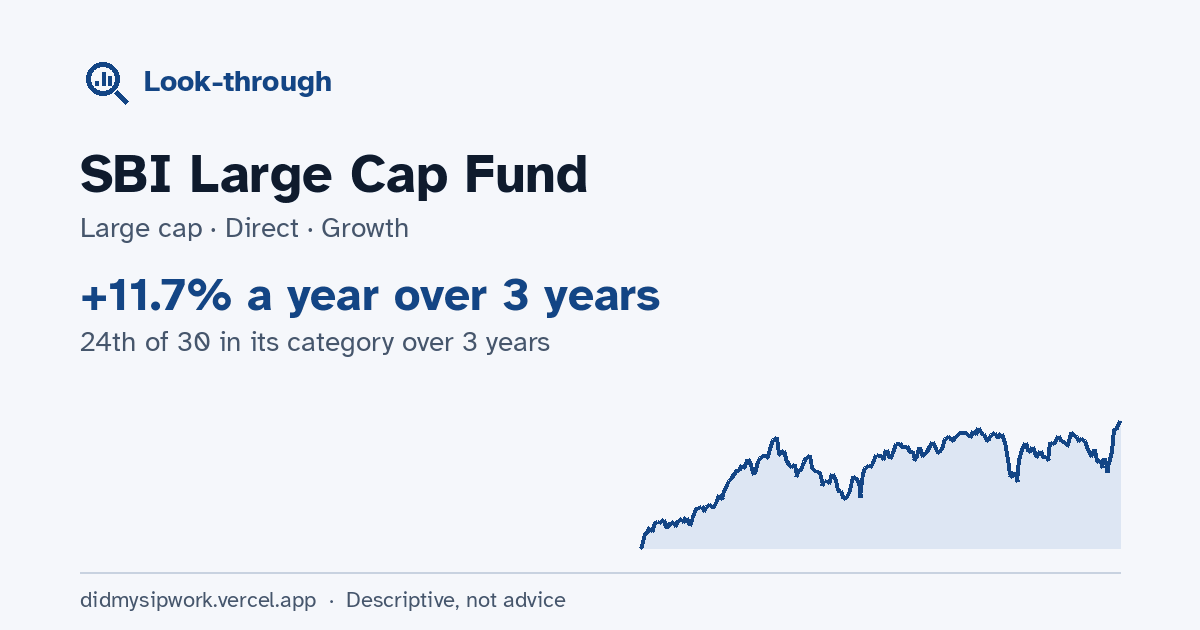 Look-through
SBI Large Cap Fund
Large cap · Direct · Growth
+11.7% a year over 3 years
24th of 30 in its category over 3 years
didmysipwork.vercel.app · Descriptive, not advice